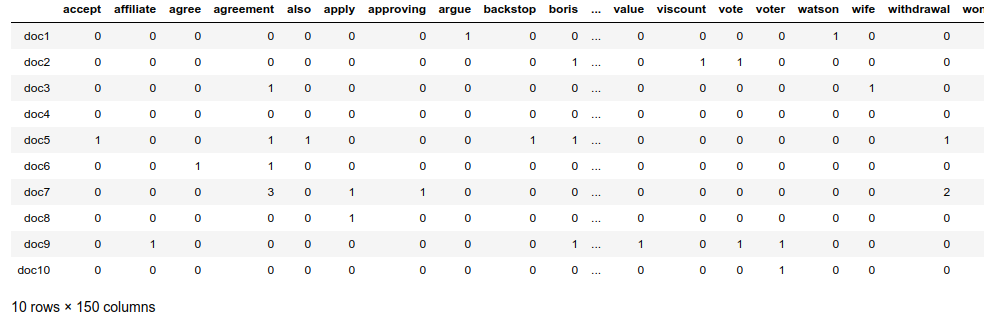 accept affiliate agree agreement also apply approving argue backstop boris ... value viscount vote voter watson wife withdrawal won
doc1 0 0 0 0 0 0 0 1 0 0 ... 0 0 0 0 1 0 0
doc2 0 0 0 0 0 0 0 0 0 1 ... 0 1 1 0 0 0 0
doc3 0 0 0 1 0 0 0 0 0 0 ... 0 0 0 0 0 1 0
doc4 0 0 0 0 0 0 0 0 0 0 ... 0 0 0 0 0 0 0
doc5 1 0 0 1 1 0 0 0 1 1 ... 0 0 0 0 0 0 1
doc6 0 0 1 1 0 0 0 0 0 0 ... 0 0 0 0 0 0 0
doc7 0 0 0 3 0 1 1 0 0 0 ... 0 0 0 0 0 0 2
doc8 0 0 0 0 0 1 0 0 0 0 ... 0 0 0 0 0 0 0
doc9 0 1 0 0 0 0 0 0 0 1 ... 1 0 1 1 0 0 0
doc10 0 0 0 0 0 0 0 0 0 0 ... 0 0 0 1 0 0 0
10 rows × 150 columns